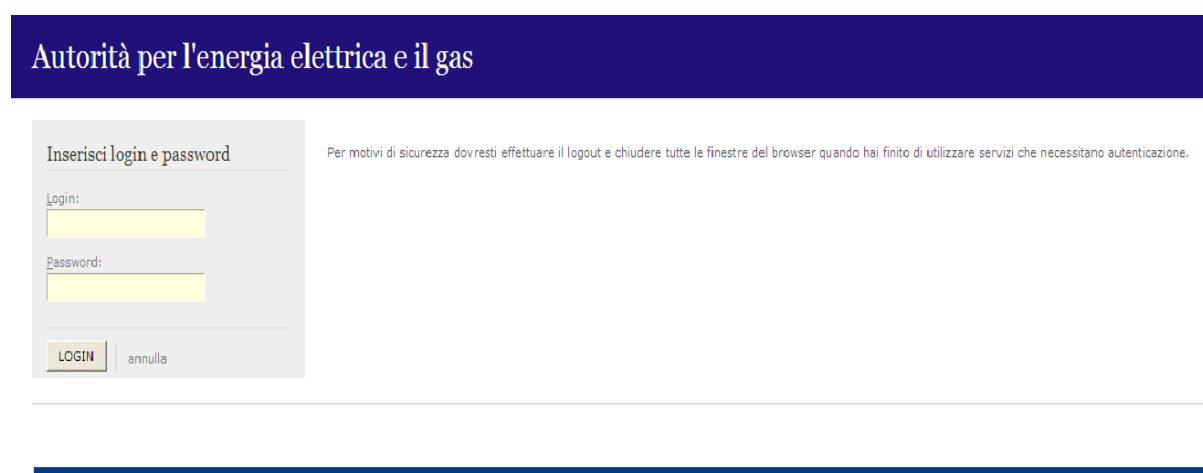 Autorità per l'energia elettrica e il gas
Inserisci login e password
Per motivi di sicurezza dovresti effettuare il logout e chiudere tutte le finestre del browser quando hai finito di utilizzare servizi che necessitano autenticazione.
Login:
Password:
LOGIN
annulla